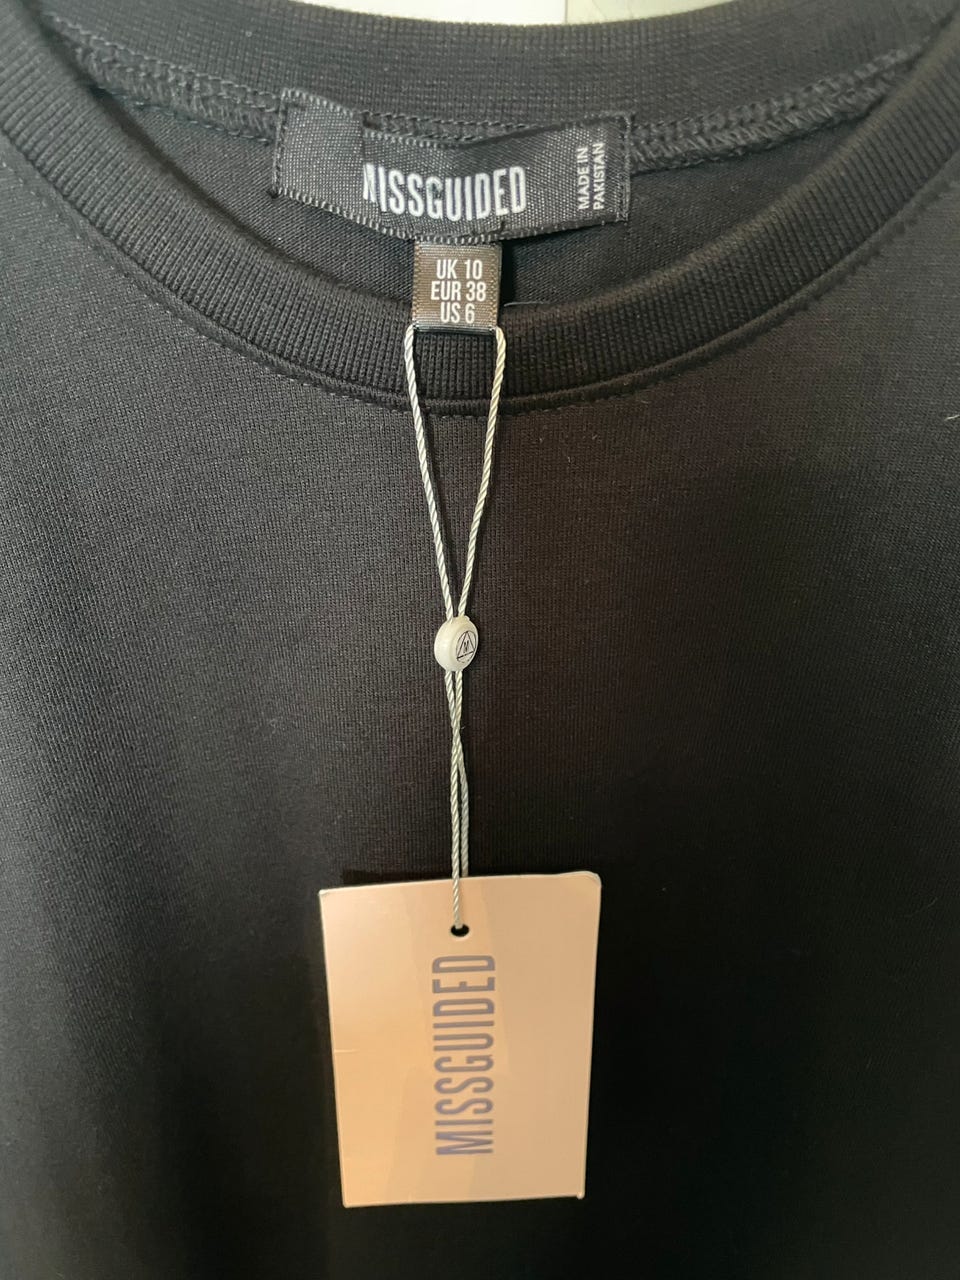 MISSGUIDED
MADE IN
PAKISTAN
UK 10
EUR 38
US 6
M
MISSGUIDED